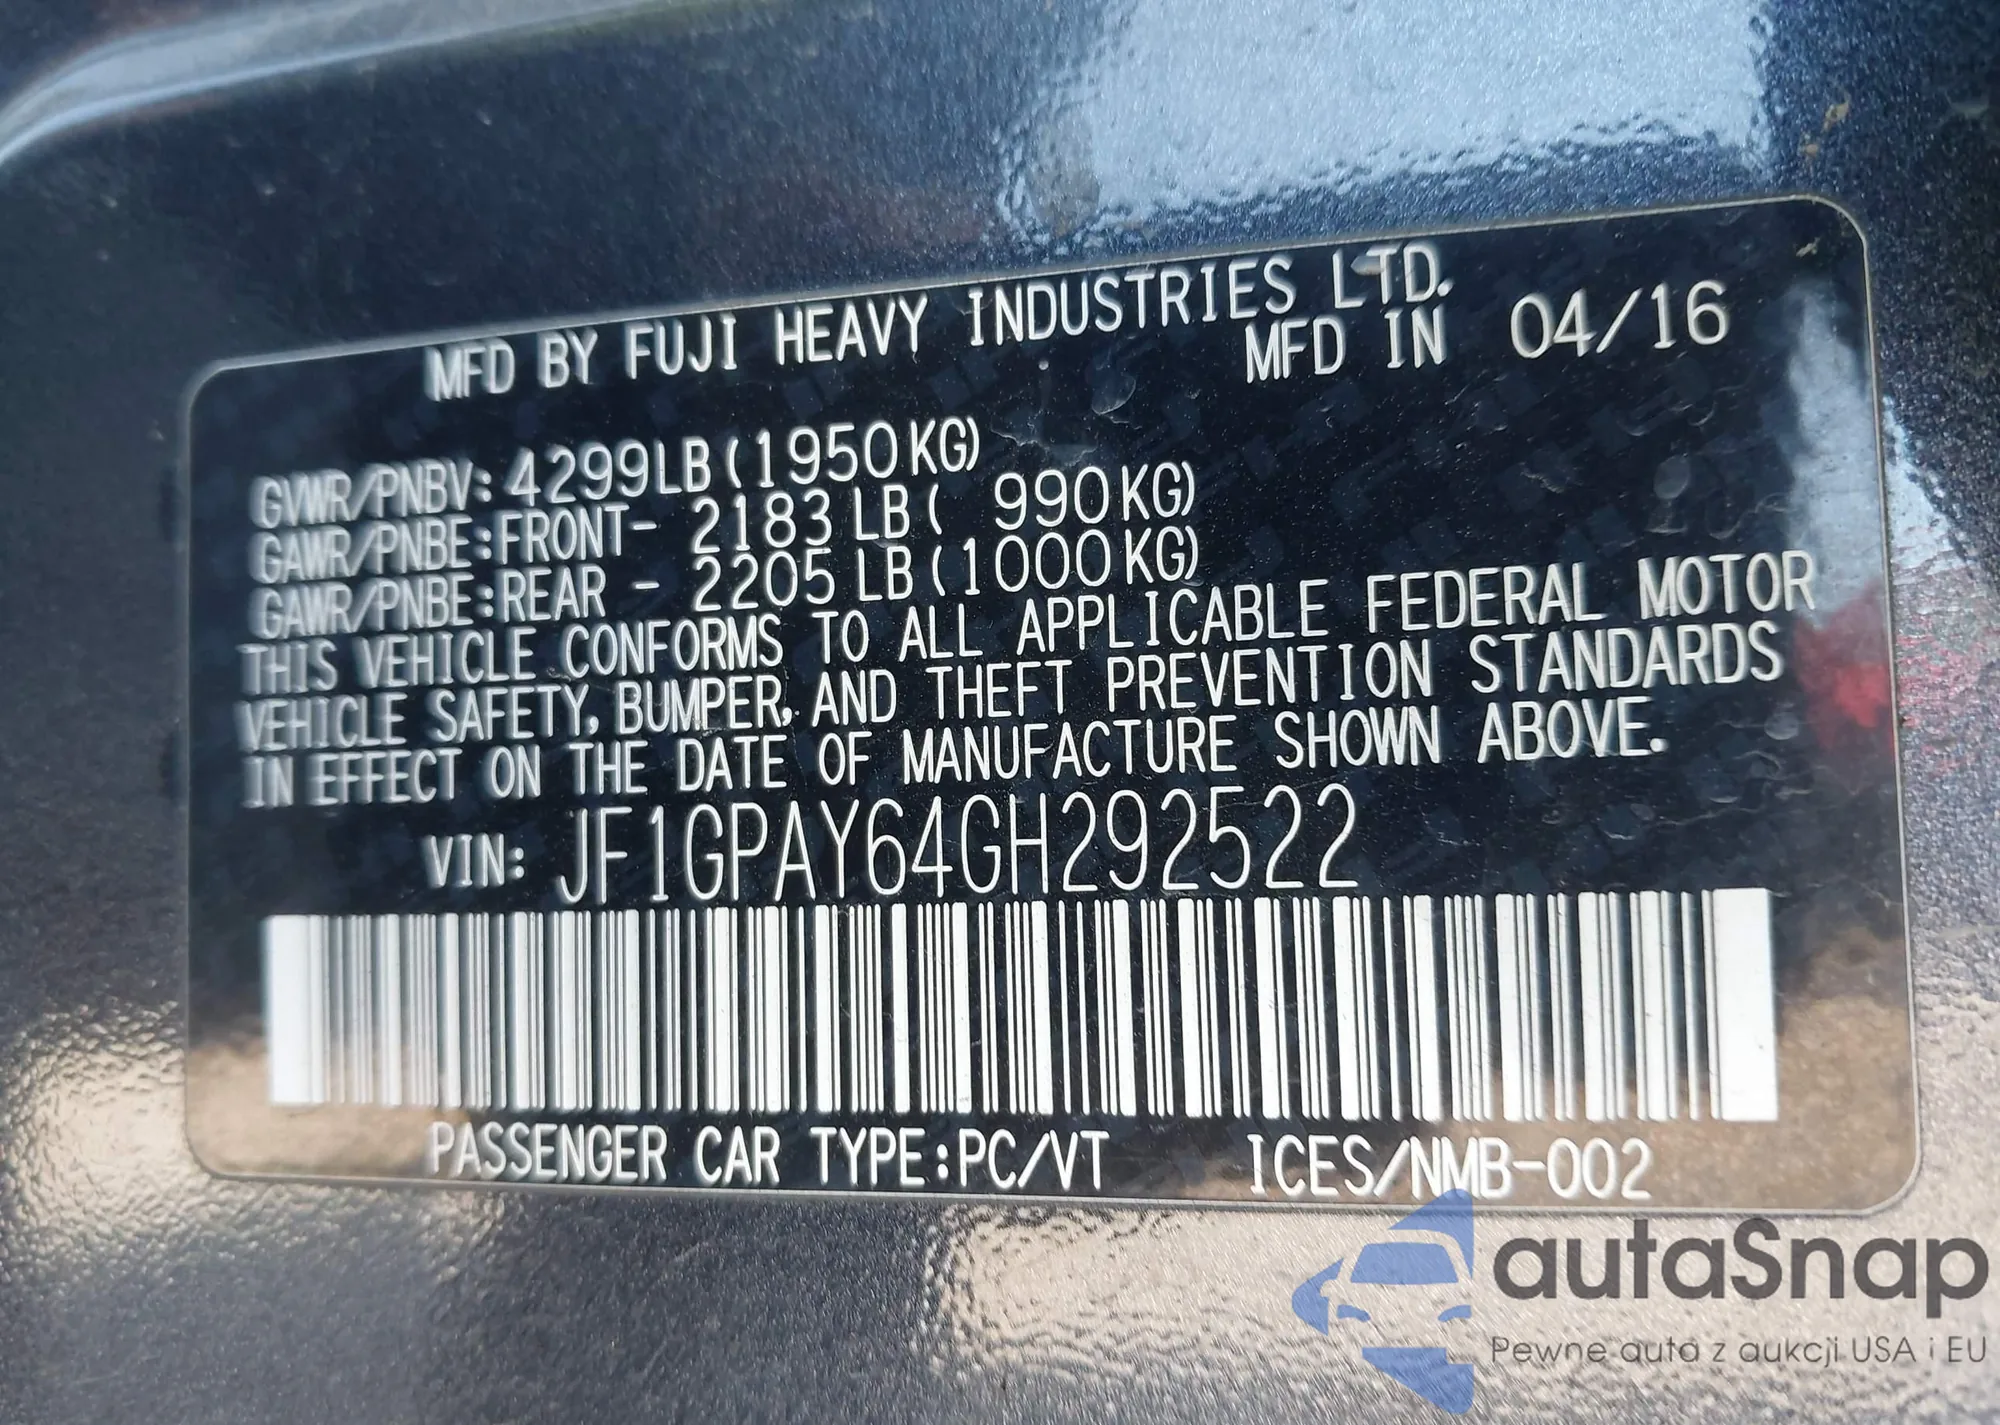 MFD BY FUJI HEAVY INDUSTRIES LTD.
MFD IN 04/16
GVWR/PNBV: 4299LB (1950KG)
GAWR/PNBE:FRONT- 2183 LB ( 990KG)
GAWR/PNBE:REAR - 2205 LB (1000KG)
THIS VEHICLE CONFORMS TO ALL APPLICABLE FEDERAL MOTOR
VEHICLE SAFETY, BUMPER, AND THEFT PREVENTION STANDARDS
IN EFFECT ON THE DATE OF MANUFACTURE SHOWN ABOVE.
VIN: JF1GPAY64GH292522
PASSENGER CAR TYPE:PC/VT ICES/NMB-002
autaSnap
Pewne auta z aukcji USA i EU